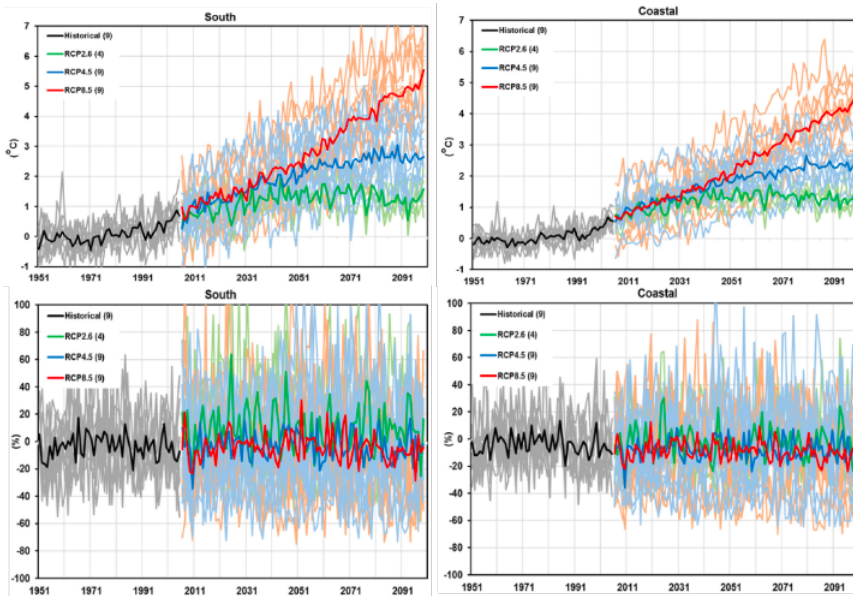 South
7
6
5
4
3
2
1
0
-1
(°C)
Historical (9)
RCP2.6 (4)
RCP4.5 (9)
RCP8.5 (9)
1951 1971 1991 2011 2031 2051 2071 2091
Coastal
7
6
5
4
3
2
1
0
-1
(°C)
Historical (9)
RCP2.6 (4)
RCP4.5 (9)
RCP8.5 (9)
1951 1971 1991 2011 2031 2051 2071 2091
South
100
80
60
40
20
0
-20
-40
-60
-80
-100
(%)
Historical (9)
RCP2.6 (4)
RCP4.5 (9)
RCP8.5 (9)
1951 1971 1991 2011 2031 2051 2071 2091
Coastal
100
80
60
40
20
0
-20
-40
-60
-80
-100
(%)
Historical (9)
RCP2.6 (4)
RCP4.5 (9)
RCP8.5 (9)
1951 1971 1991 2011 2031 2051 2071 2091